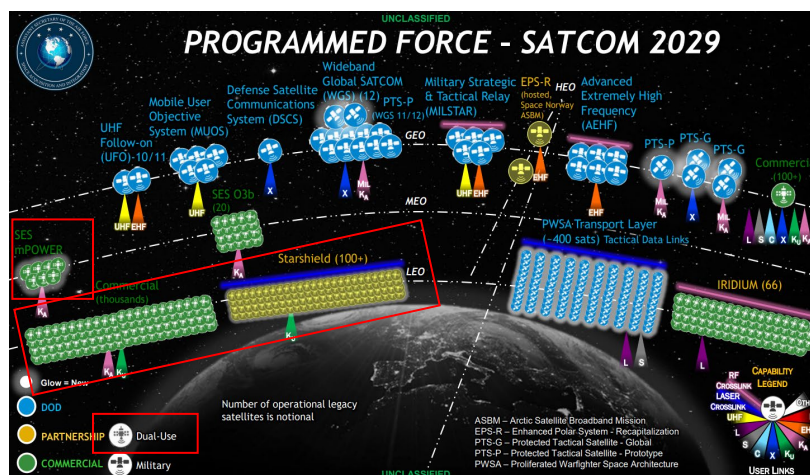 UNCLASSIFIED
PROGRAMMED FORCE - SATCOM 2029
UHF
Follow-on
(UFO)-10/11
Mobile User
Objective
System (MUOS)
Defense Satellite
Communications
System (DSCS)
Wideband
Global SATCOM
(WGS) (12)
PTS-P
(WGS 11/12)
Military Strategic
& Tactical Relay
(MILSTAR)
EPS-R
(hosted,
Space Norway
ASBM)
HEO
Advanced
Extremely High
Frequency
(AEHF)
PTS-P
PTS-G
PTS-G
Commercial
(100+)
GEO
UHF
EHF
UHF
X
X
MIL
KA
UHF
EHF
EHF
EHF
MIL
KA
X
MIL
KA
L
S
C
X
KU
KA
SES O3b
(20)
KA
MEO
SES
mPOWER
KA
Commercial
(thousands)
KA
KU
Starshield (100+)
KU
LEO
PWSA Transport Layer
(~400 sats) Tactical Data Links
L
S
IRIDIUM (66)
L
Glow = New
DOD
PARTNERSHIP
COMMERCIAL
Dual-Use
Military
Number of operational legacy
satellites is notional
ASBM – Arctic Satellite Broadband Mission
EPS-R – Enhanced Polar System - Recapitalization
PTS-G – Protected Tactical Satellite - Global
PTS-P – Protected Tactical Satellite - Prototype
PWSA – Proliferated Warfighter Space Architecture
CAPABILITY
LEGEND
RF
CROSSLINK
LASER
CROSSLINK
UHF
L
S
C
X
KU
KA
USER LINKS
UNCLASSIFIED